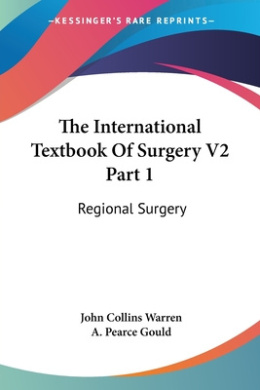 KESSINGER'S RARE REPRINTS
The International
Textbook Of Surgery V2
Part 1
Regional Surgery
John Collins Warren
A. Pearce Gould